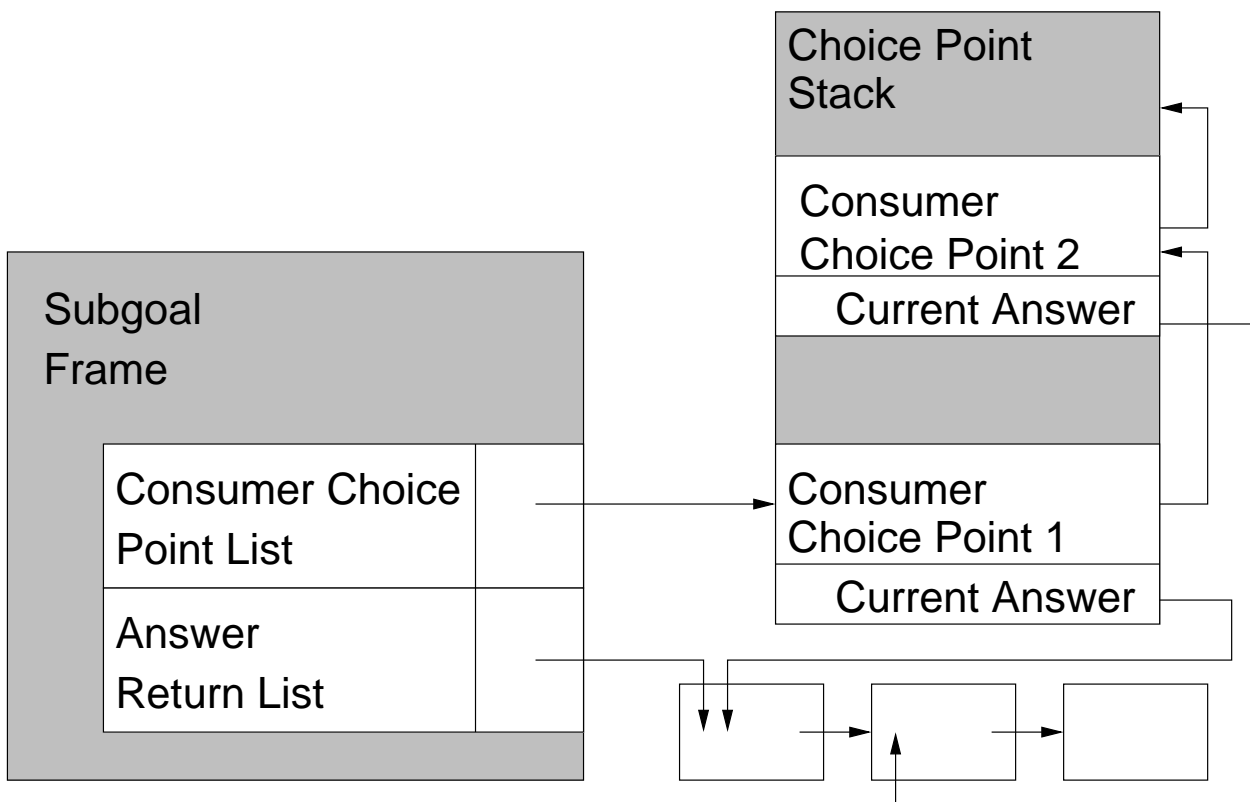 Choice Point
Stack
Consumer
Choice Point 2
Current Answer
Subgoal
Frame
Consumer Choice
Point List
Answer
Return List
Consumer
Choice Point 1
Current Answer